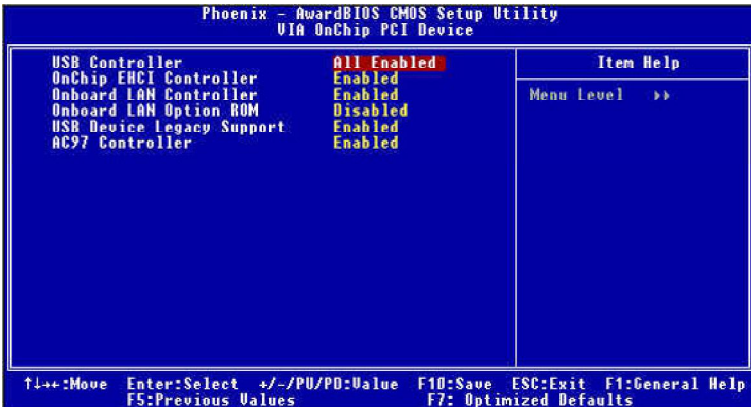 Phoenix - AwardBIOS CMOS Setup Utility
VIA OnChip PCI Device
USB Controller All Enabled
OnChip EHCI Controller Enabled
Onboard LAN Controller Enabled
Onboard LAN Option ROM Disabled
USB Device Legacy Support Enabled
AC97 Controller Enabled
Item Help
Menu Level ▸▸
↑↓→←:Move Enter:Select +/-/PU/PD:Value F10:Save ESC:Exit F1:General Help
F5:Previous Values F7: Optimized Defaults